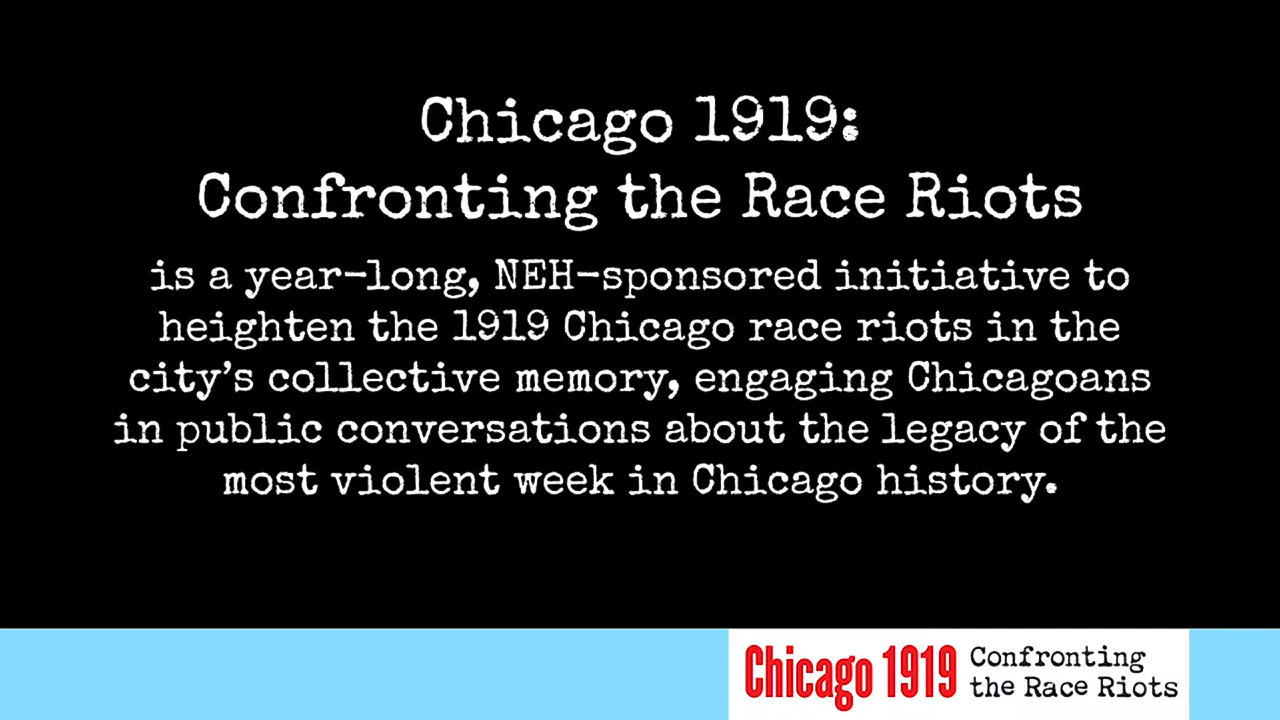 Chicago 1919:
Confronting the Race Riots
is a year-long, NEH-sponsored initiative to
heighten the 1919 Chicago race riots in the
city's collective memory, engaging Chicagoans
in public conversations about the legacy of the
most violent week in Chicago history.
Chicago 1919
Confronting
the Race Riots